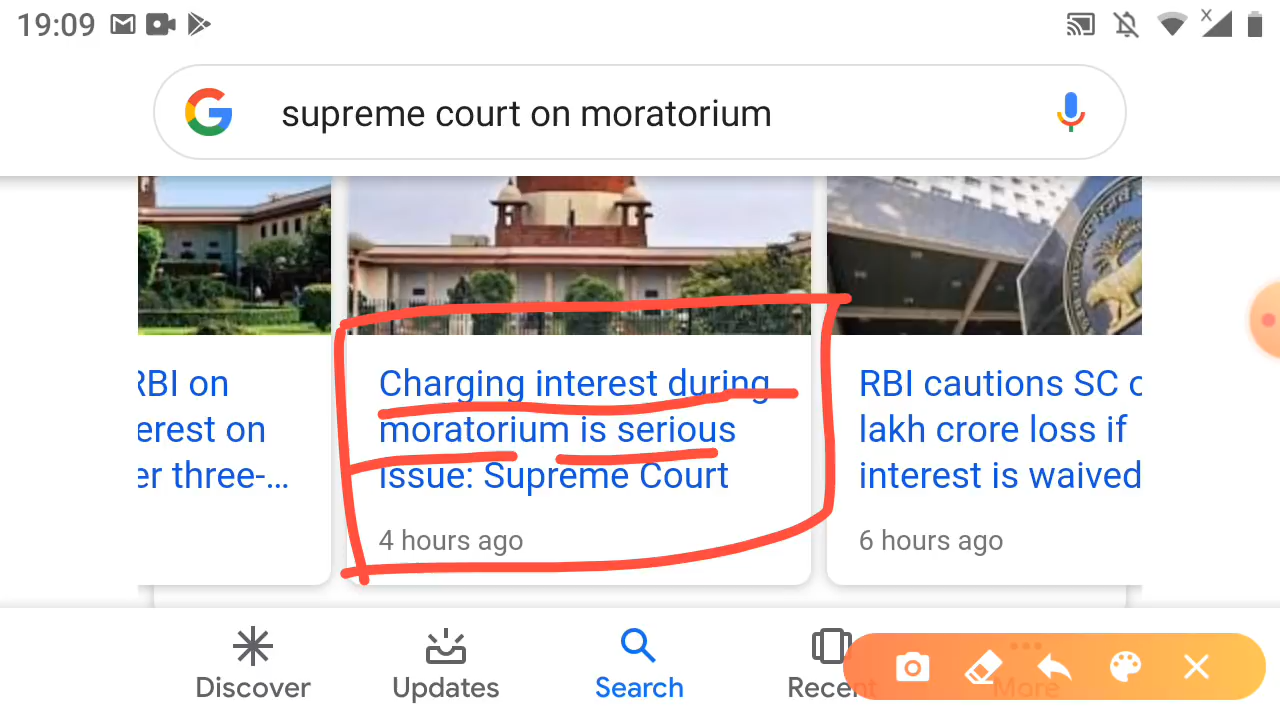 19:09
supreme court on moratorium
RBI on
erest on
er three-...
Charging interest during
moratorium is serious
issue: Supreme Court
4 hours ago
RBI cautions SC o
lakh crore loss if
interest is waived
6 hours ago
Discover
Updates
Search
Recent
More